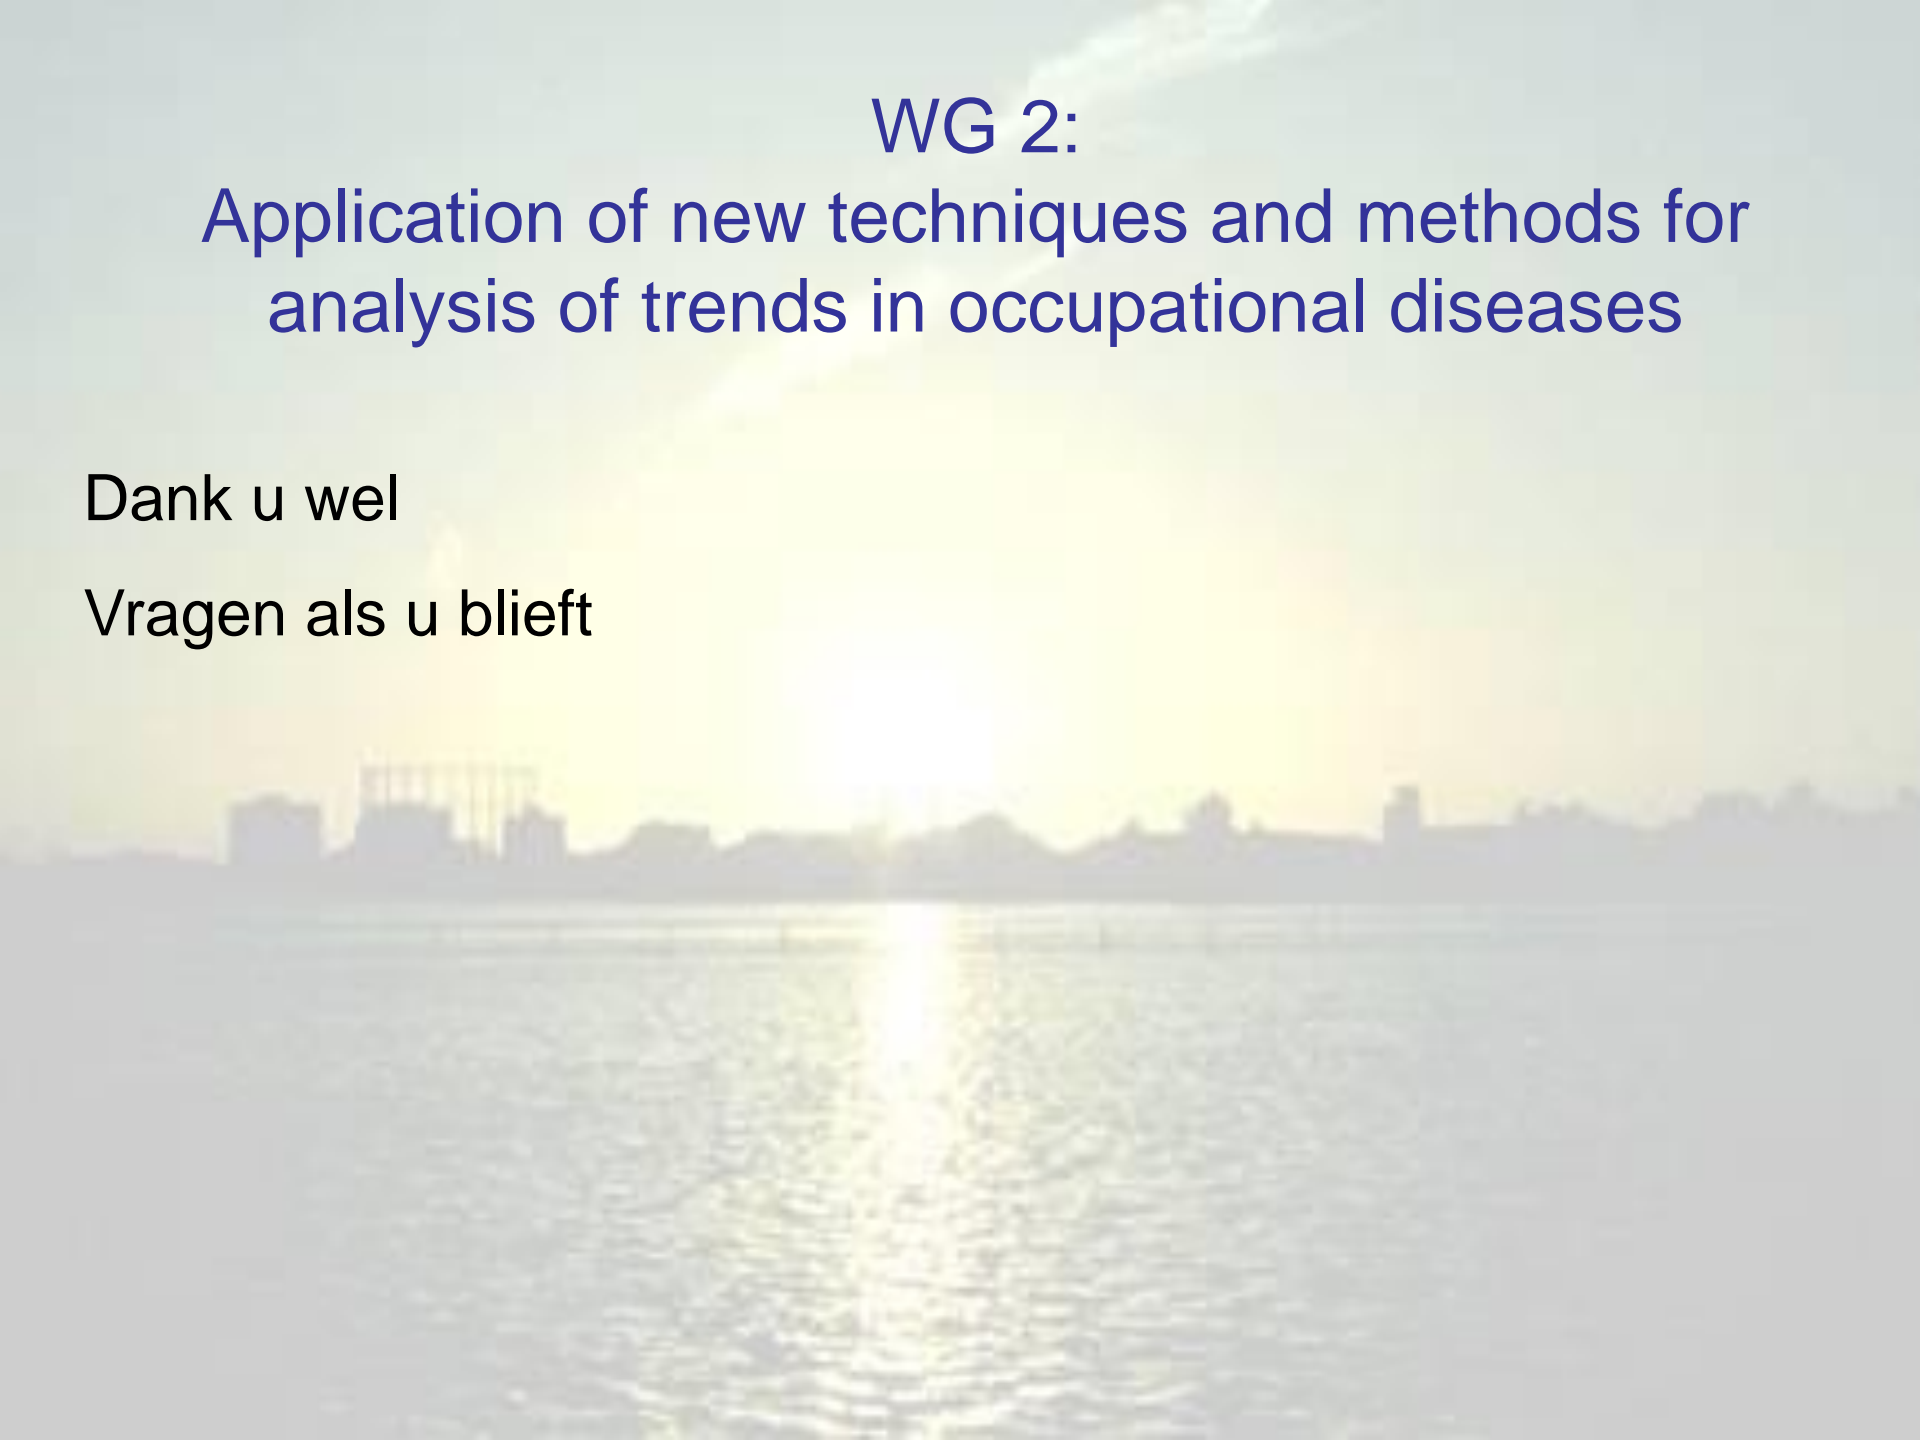 WG 2:
Application of new techniques and methods for
analysis of trends in occupational diseases
Dank u wel
Vragen als u blieft